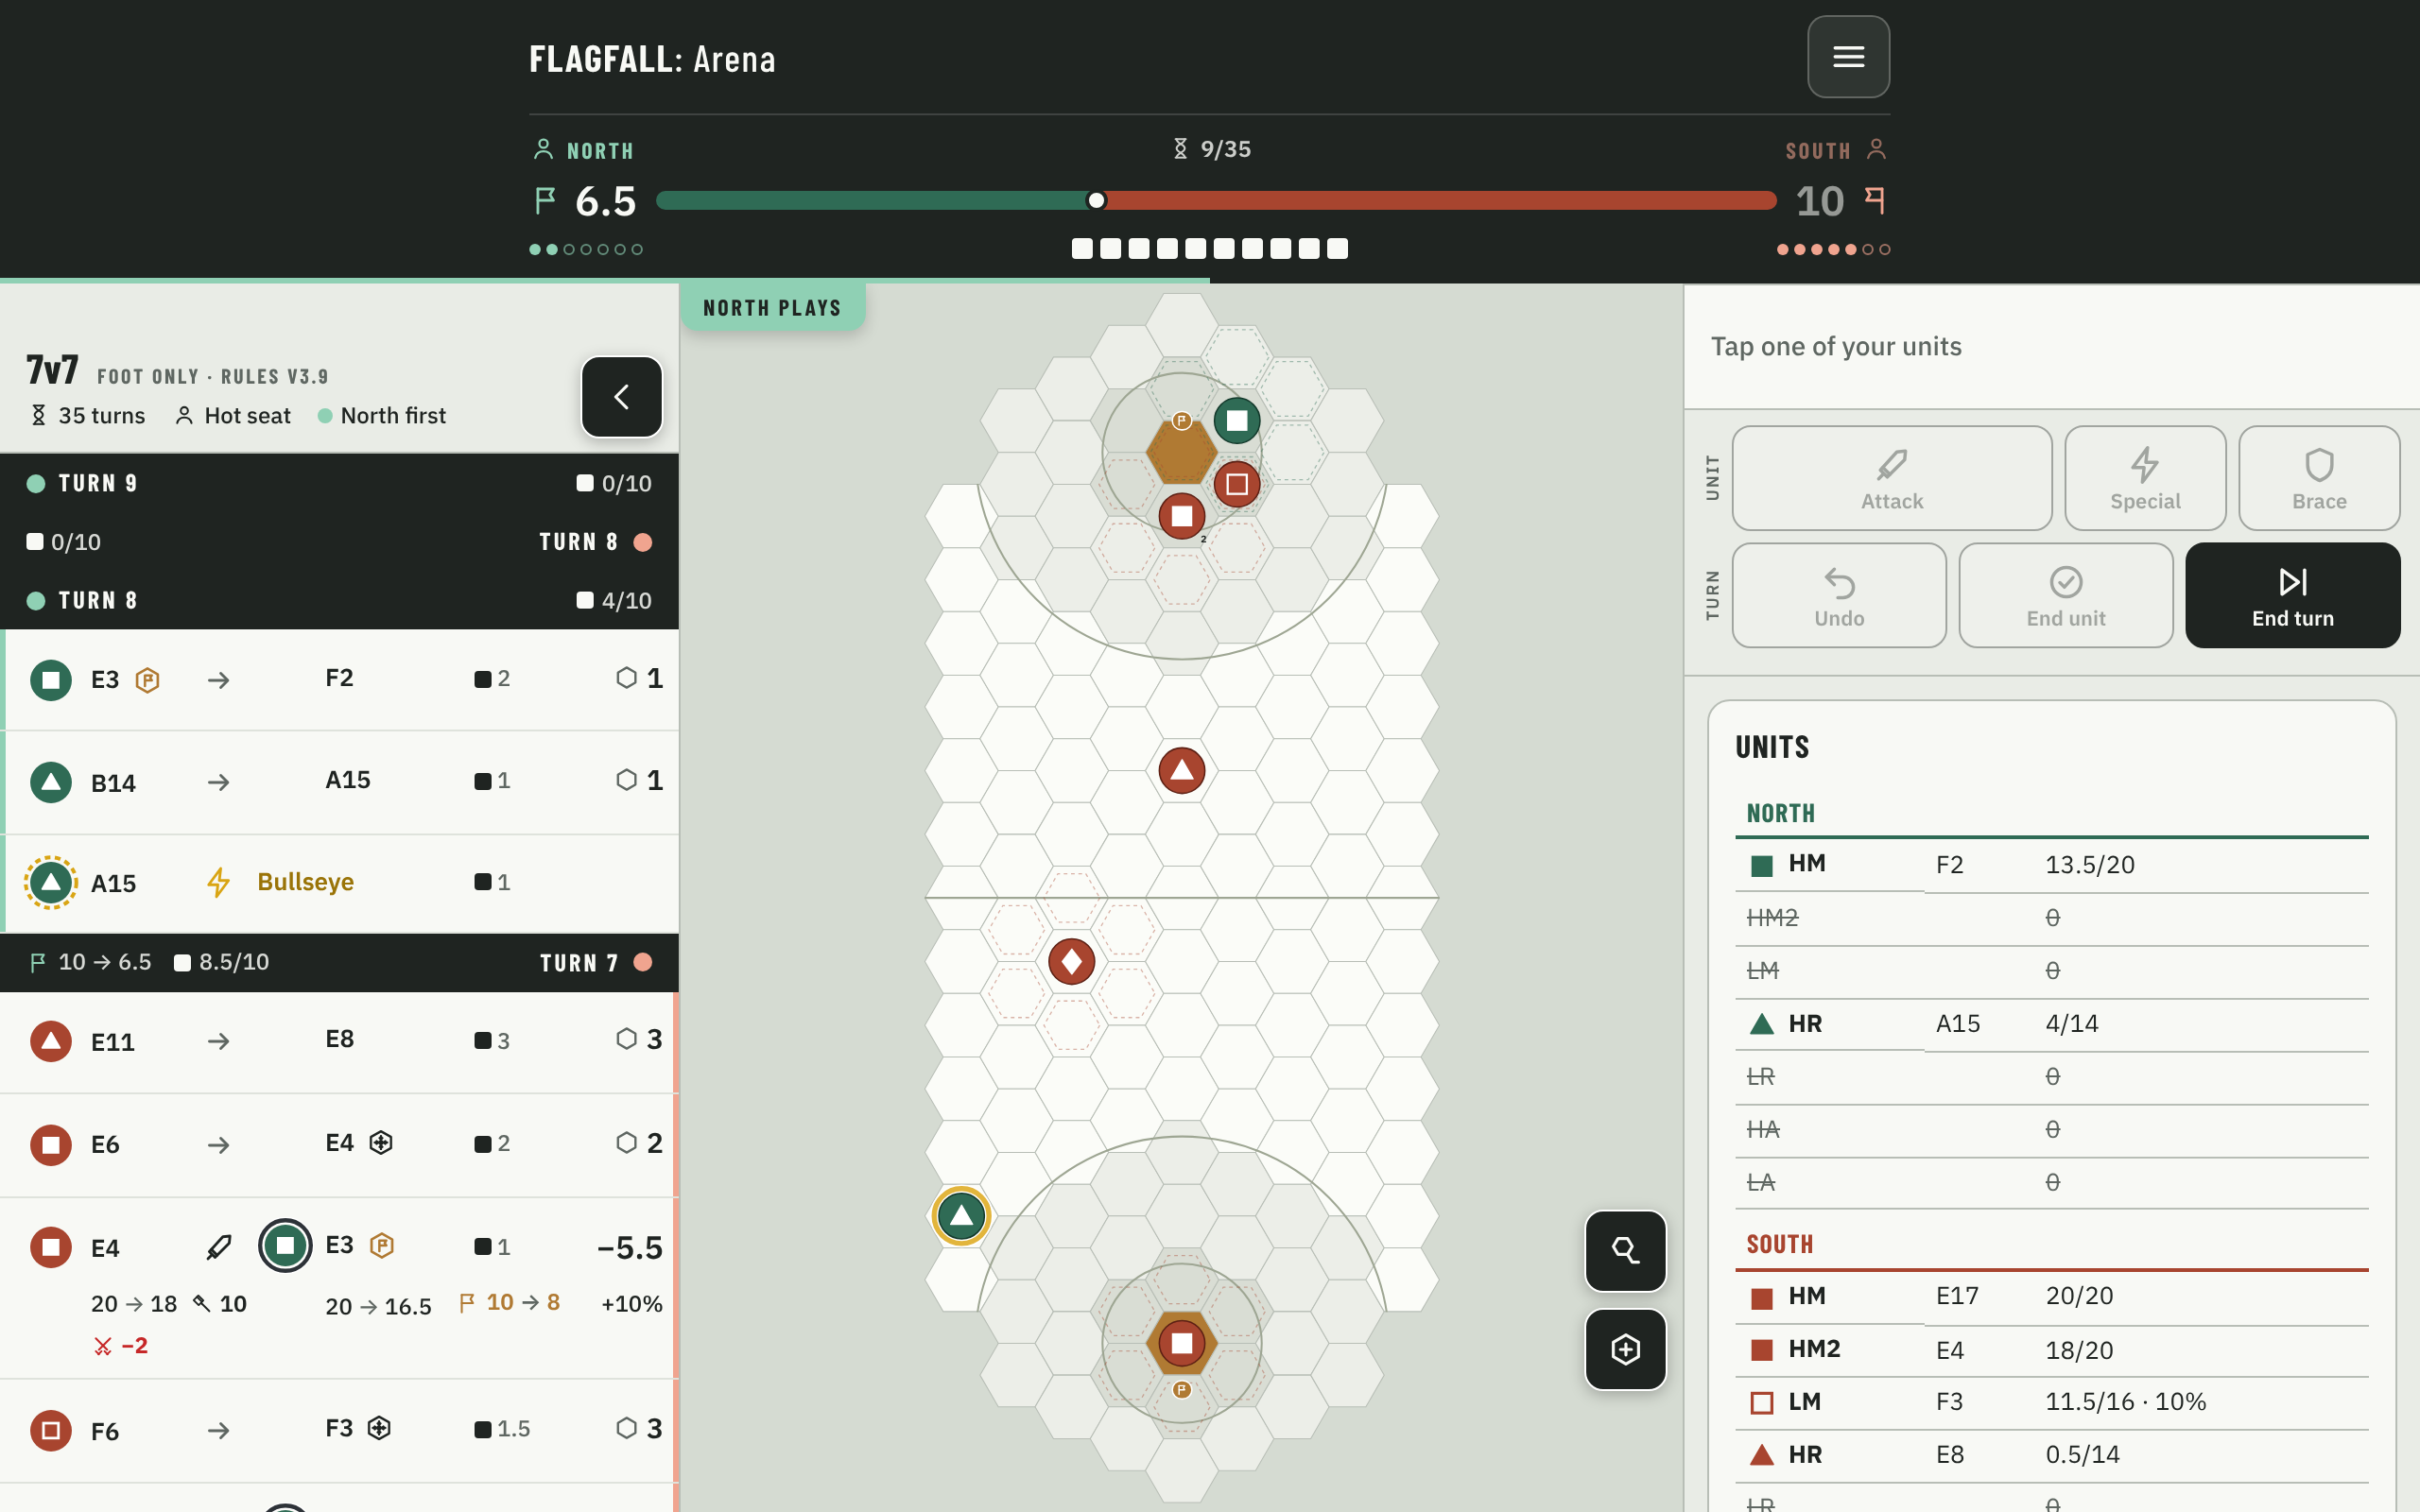 FLAGFALL: Arena
NORTH
9/35
SOUTH
6.5
10
NORTH PLAYS
7v7 FOOT ONLY · RULES V3.9
35 turns Hot seat North first
TURN 9 0/10
0/10 TURN 8
TURN 8 4/10
E3 → F2 2 1
B14 → A15 1 1
A15 Bullseye 1
10 → 6.5 8.5/10 TURN 7
E11 → E8 3 3
E6 → E4 2 2
E4 E3 1 −5.5
20 → 18 10 20 → 16.5 10 → 8 +10%
−2
F6 → F3 1.5 3
2
Tap one of your units
UNIT
Attack
Special
Brace
TURN
Undo
End unit
End turn
UNITS
NORTH
HM F2 13.5/20
HM2 0
LM 0
HR A15 4/14
LR 0
HA 0
LA 0
SOUTH
HM E17 20/20
HM2 E4 18/20
LM F3 11.5/16 · 10%
HR E8 0.5/14
LR 0